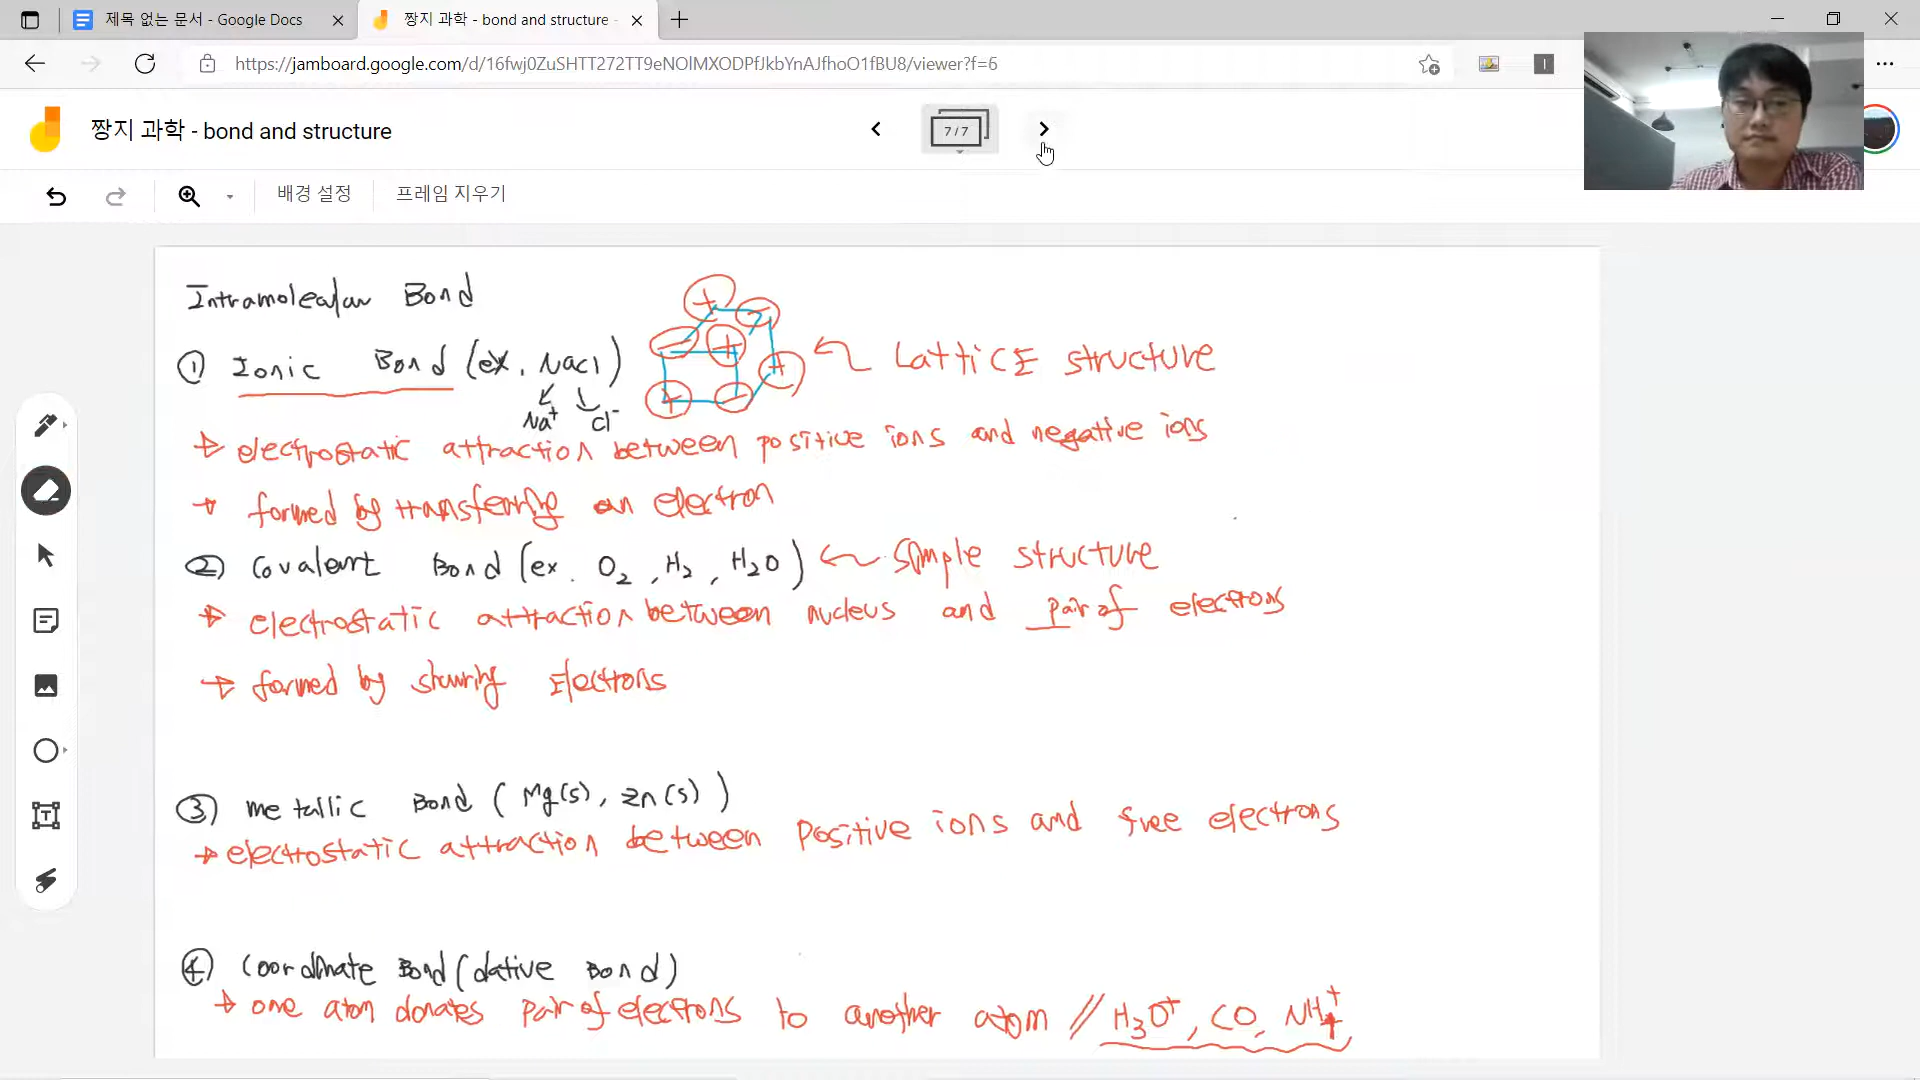 제목 없는 문서 - Google Docs
짱지 과학 - bond and structure -
https://jamboard.google.com/d/16fwj0ZuSHTT272TT9eNOlMXODPfJkbYnAJfhoO1fBU8/viewer?f=6
짱지 과학 - bond and structure
7 / 7
배경 설정
프레임 지우기
Intramolecular Bond
① Ionic Bond (ex. NaCl)
Na⁺ Cl⁻
+ − − + + + −
LatticE structure
→ electrostatic attraction between positive ions and negative ions
→ formed by transferring an electron
② Covalent Bond (ex. O₂, H₂, H₂O)
simple structure
→ electrostatic attraction between nucleus and pair of electrons
→ formed by sharing Electrons
③ metallic Bond ( Mg(s), Zn(s) )
→ electrostatic attraction between positive ions and free electrons
④ coordinate Bond (dative Bond)
→ one atom donates pair of electrons to another atom // H₃O⁺, CO, NH₄⁺